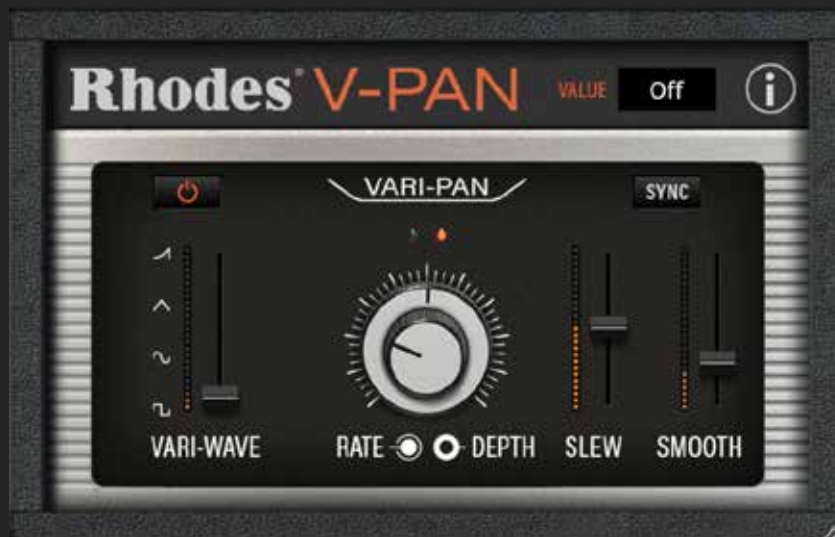 Rhodes® V-PAN VALUE Off i
VARI-PAN SYNC
VARI-WAVE RATE DEPTH SLEW SMOOTH